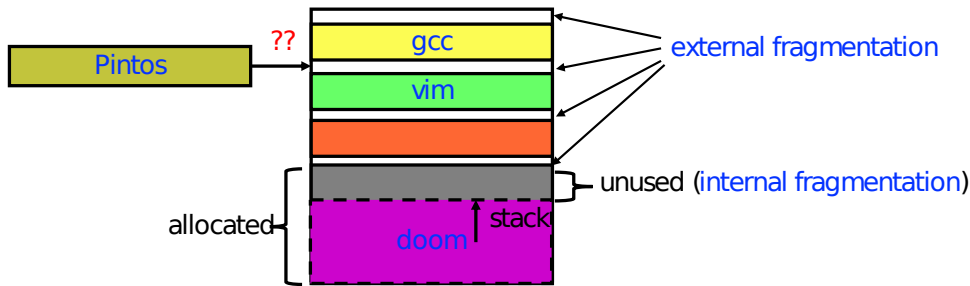 ??
gcc
external fragmentation
Pintos
vim
unused (internal fragmentation)
allocated
stack
doom